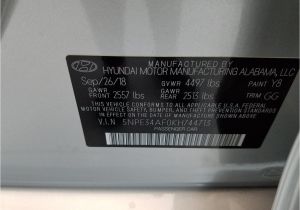 HYUNDAI MOTOR MANUFACTURING ALABAMA, LLC
Sep/26/18 GVWR 4497 lbs PAINT Y8
GAWR FRONT 2557 lbs GAWR REAR 2513 lbs TRIM GG
THIS VEHICLE CONFORMS TO ALL APPLICABLE
U.S. FEDERAL MOTOR VEHICLE SAFETY, BUMPER,
AND THEFT PREVENTION STANDARDS IN EFFECT
ON THE DATE OF MANUFACTURE SHOWN ABOVE.
V.I.N. 5NPE34AF0KH744713
PASSENGER CAR